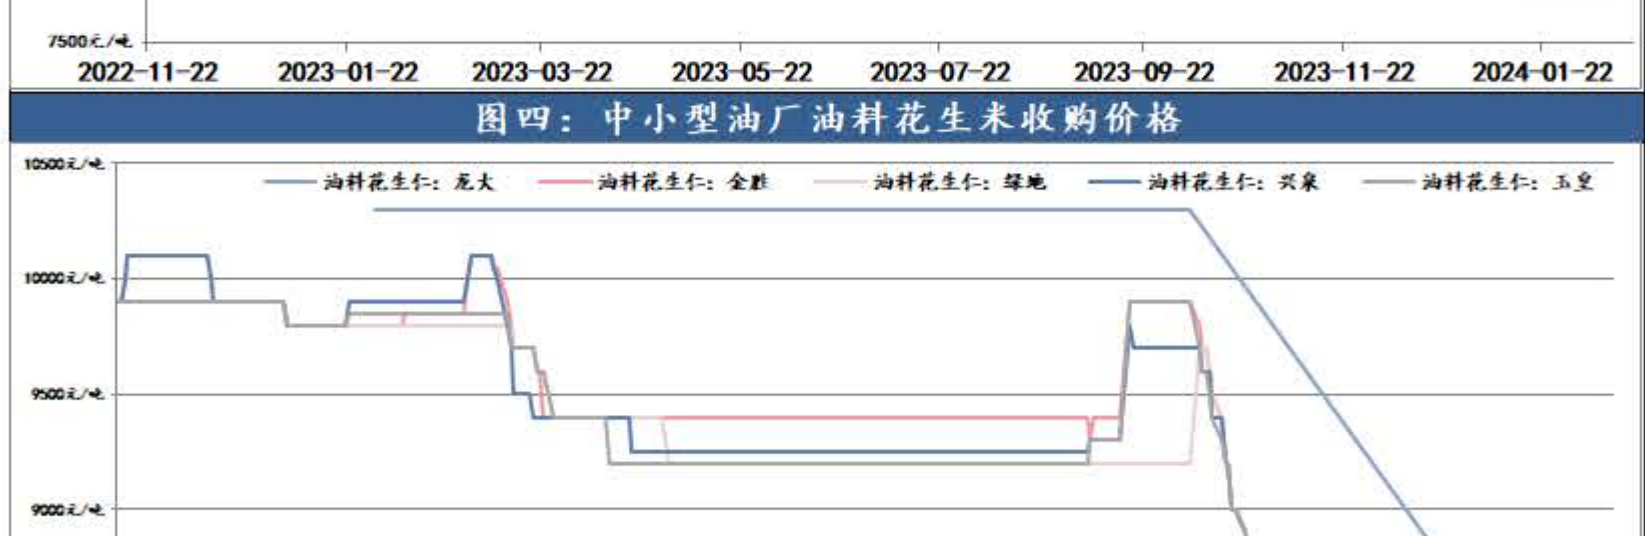 7500元/吨
2022-11-22 2023-01-22 2023-03-22 2023-05-22 2023-07-22 2023-09-22 2023-11-22 2024-01-22
图四：中小型油厂油料花生米收购价格
10500元/吨
油料花生仁：龙大 油料花生仁：金胜 油料花生仁：绿地 油料花生仁：兴泉 油料花生仁：玉皇
10000元/吨
9500元/吨
9000元/吨